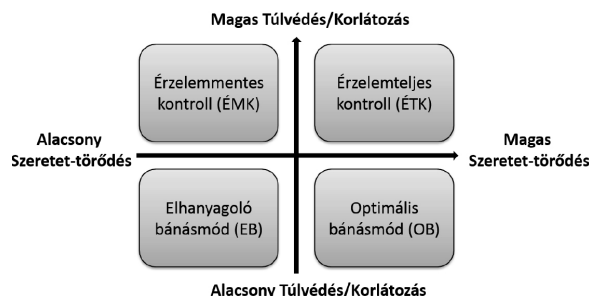 Magas Túlvédés/Korlátozás
Érzelemmentes
kontroll (ÉMK)
Érzelemteljes
kontroll (ÉTK)
Alacsony
Szeretet-törődés
Magas
Szeretet-törődés
Elhanyagoló
bánásmód (EB)
Optimális
bánásmód (OB)
Alacsony Túlvédés/Korlátozás